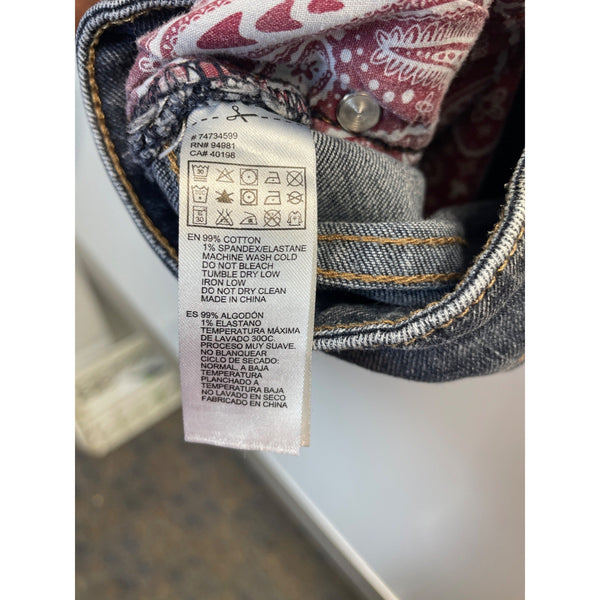 # 74734599
RN# 94981
CA# 40198
EN 99% COTTON
1% SPANDEX/ELASTANE
MACHINE WASH COLD
DO NOT BLEACH
TUMBLE DRY LOW
IRON LOW
DO NOT DRY CLEAN
MADE IN CHINA
ES 99% ALGODÓN
1% ELASTANO
TEMPERATURA MÁXIMA
DE LAVADO 30OC.
PROCESO MUY SUAVE.
NO BLANQUEAR
CICLO DE SECADO:
NORMAL, A BAJA
TEMPERATURA
PLANCHADO A
TEMPERATURA BAJA
NO LAVADO EN SECO
FABRICADO EN CHINA